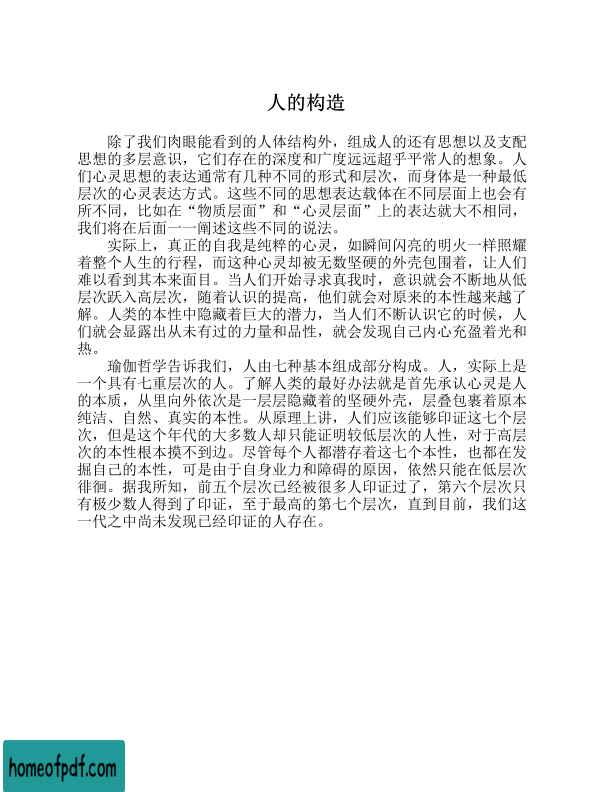 人的构造
除了我们肉眼能看到的人体结构外，组成人的还有思想以及支配
思想的多层意识，它们存在的深度和广度远远超乎平常人的想象。人
们心灵思想的表达通常有几种不同的形式和层次，而身体是一种最低
层次的心灵表达方式。这些不同的思想表达载体在不同层面上也会有
所不同，比如在“物质层面”和“心灵层面”上的表达就大不相同，
我们将在后面一一阐述这些不同的说法。
实际上，真正的自我是纯粹的心灵，如瞬间闪亮的明火一样照耀
着整个人生的行程，而这种心灵却被无数坚硬的外壳包围着，让人们
难以看到其本来面目。当人们开始寻求真我时，意识就会不断地从低
层次跃入高层次，随着认识的提高，他们就会对原来的本性越来越了
解。人类的本性中隐藏着巨大的潜力，当人们不断认识它的时候，人
们就会显露出从未有过的力量和品性，就会发现自己内心充盈着光和
热。
瑜伽哲学告诉我们，人由七种基本组成部分构成。人，实际上是
一个具有七重层次的人。了解人类的最好办法就是首先承认心灵是人
的本质，从里向外依次是一层层隐藏着的坚硬外壳，层叠包裹着原本
纯洁、自然、真实的本性。从原理上讲，人们应该能够印证这七个层
次，但是这个年代的大多数人却只能证明较低层次的人性，对于高层
次的本性根本摸不到边。尽管每个人都潜存着这七个本性，也都在发
掘自己的本性，可是由于自身业力和障碍的原因，依然只能在低层次
徘徊。据我所知，前五个层次已经被很多人印证过了，第六个层次只
有极少数人得到了印证，至于最高的第七个层次，直到目前，我们这
一代之中尚未发现已经印证的人存在。
homeofpdf.com